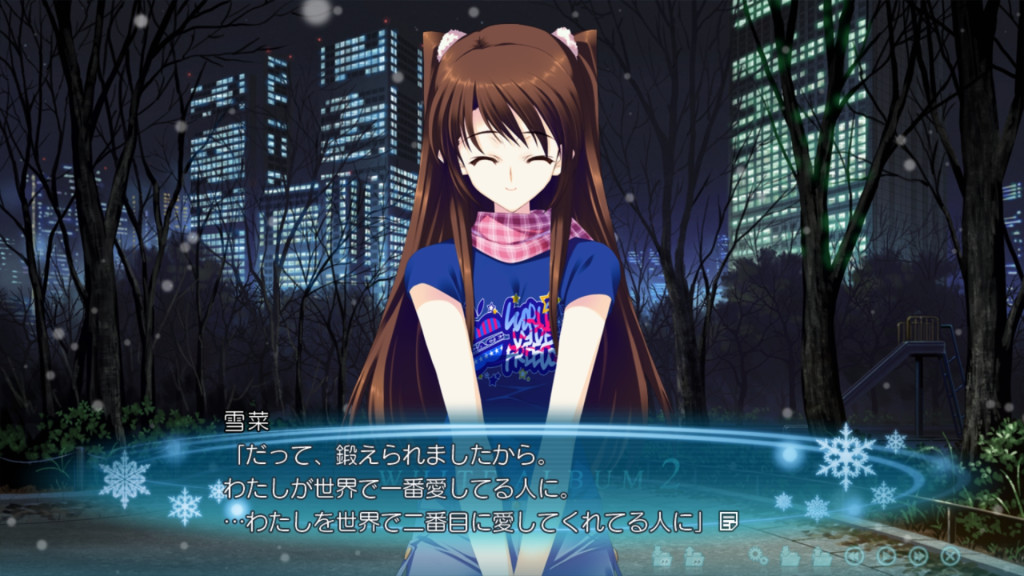 雪菜
「だって、鍛えられましたから。
わたしが世界で一番愛してる人に。
…わたしを世界で二番目に愛してくれてる人に」